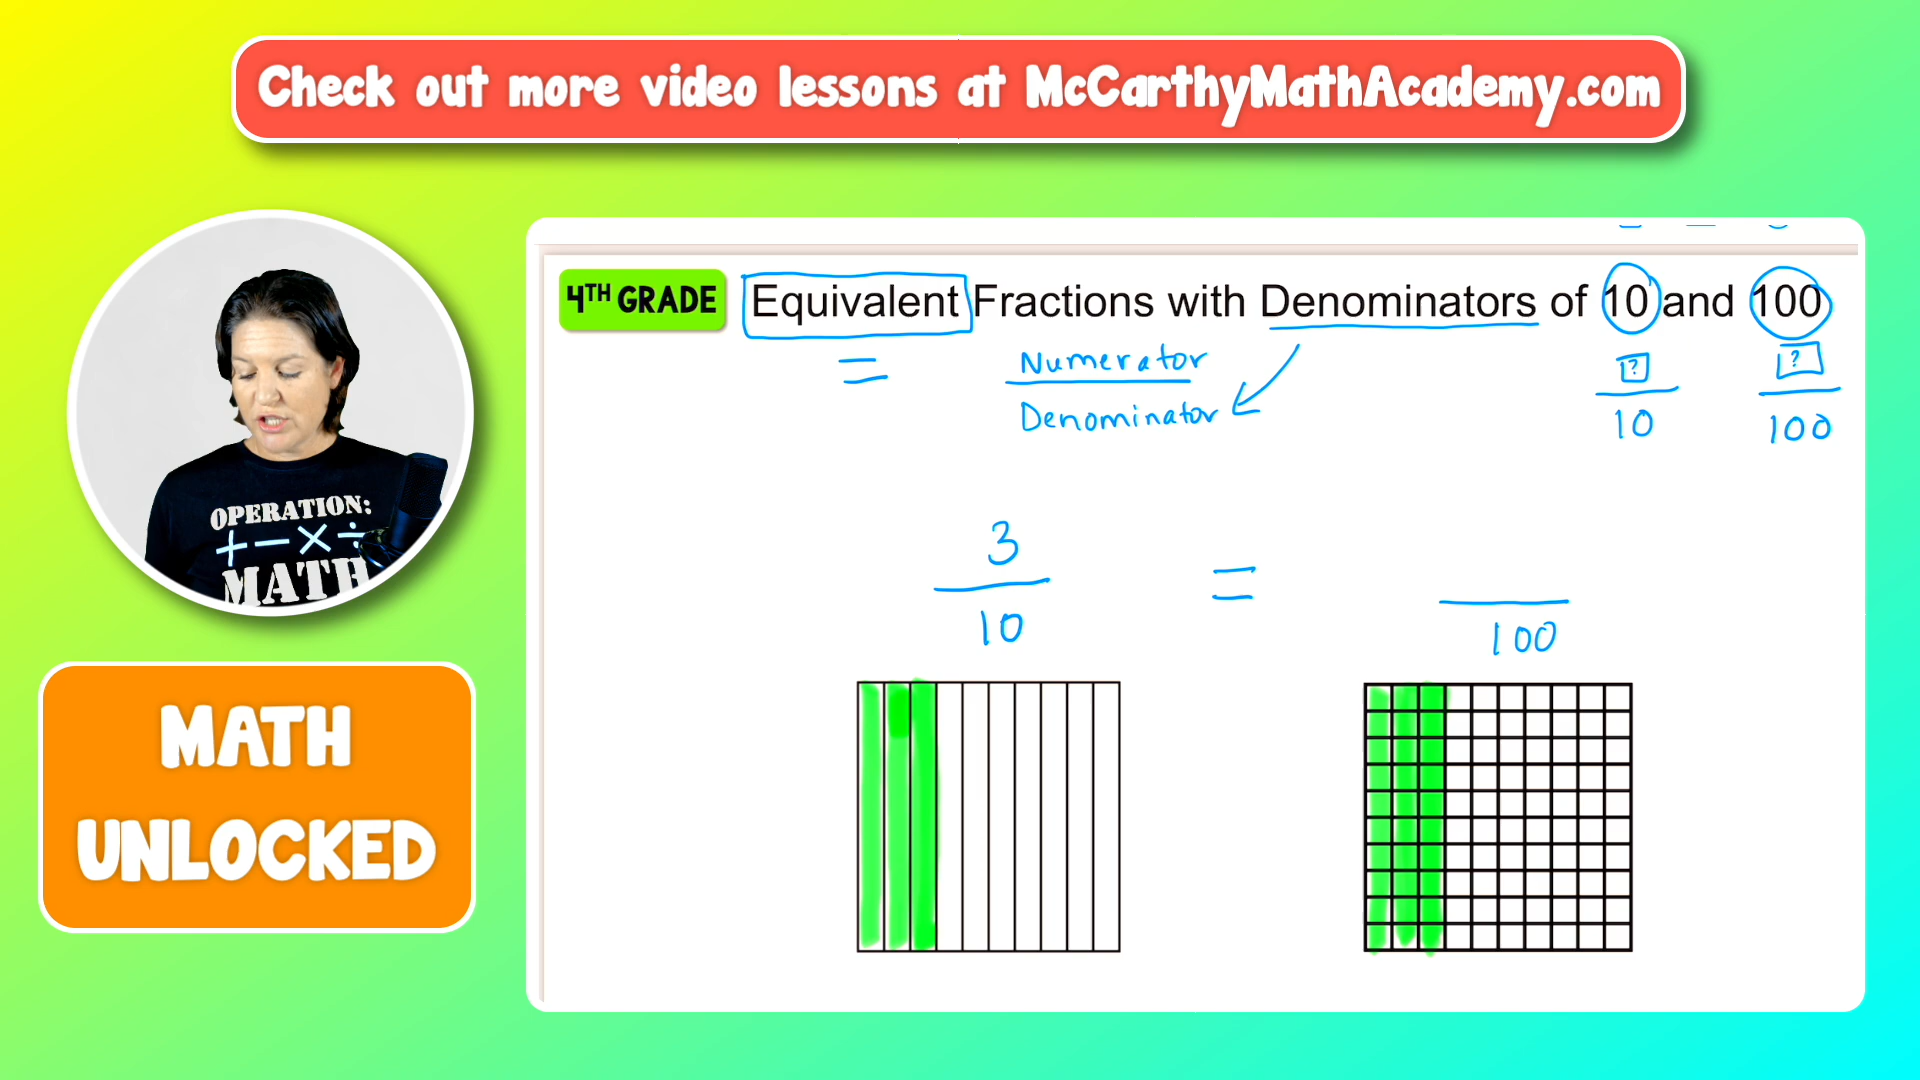 Check out more video lessons at McCarthyMathAcademy.com
4TH GRADE
Equivalent Fractions with Denominators of 10 and 100
=
Numerator
Denominator
?
10
?
100
3
10
=
100
OPERATION:
+ − × ÷
MATH
MATH
UNLOCKED